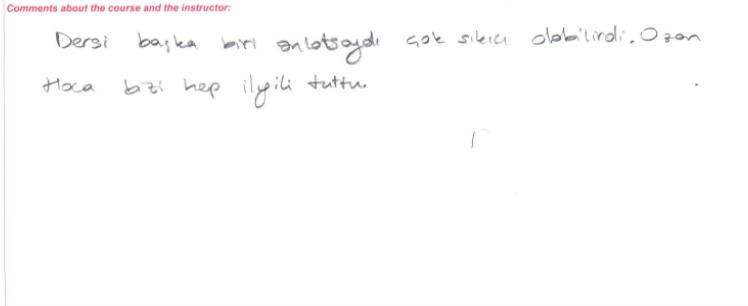 Comments about the course and the instructor:
Dersi başka biri anlatsaydı çok sıkıcı olabilirdi. Ozan
Hoca bizi hep ilgili tuttu.